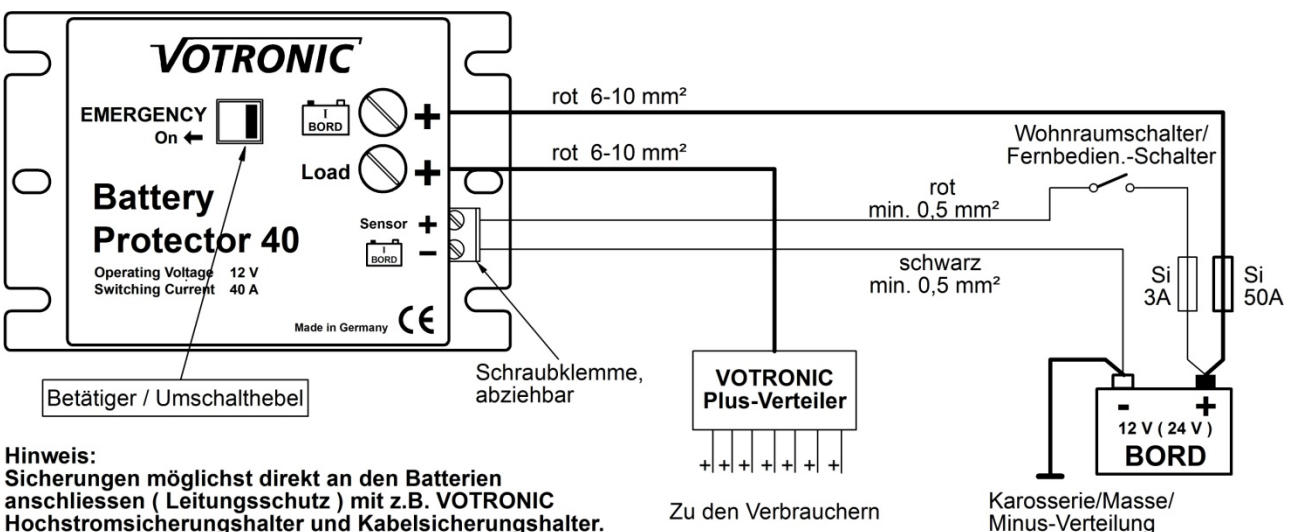 VOTRONIC
EMERGENCY
On
I
BORD
+
Load
+
Battery
Protector 40
Operating Voltage 12 V
Switching Current 40 A
Sensor +
I
BORD
−
Made in Germany CE
rot 6-10 mm²
rot 6-10 mm²
Wohnraumschalter/
Fernbedien.-Schalter
rot
min. 0,5 mm²
schwarz
min. 0,5 mm²
Si
3A
Si
50A
Betätiger / Umschalthebel
Schraubklemme,
abziehbar
VOTRONIC
Plus-Verteiler
+ + + + + + +
Zu den Verbrauchern
- +
12 V ( 24 V )
BORD
Karosserie/Masse/
Minus-Verteilung
Hinweis:
Sicherungen möglichst direkt an den Batterien
anschliessen ( Leitungsschutz ) mit z.B. VOTRONIC
Hochstromsicherungshalter und Kabelsicherungshalter.